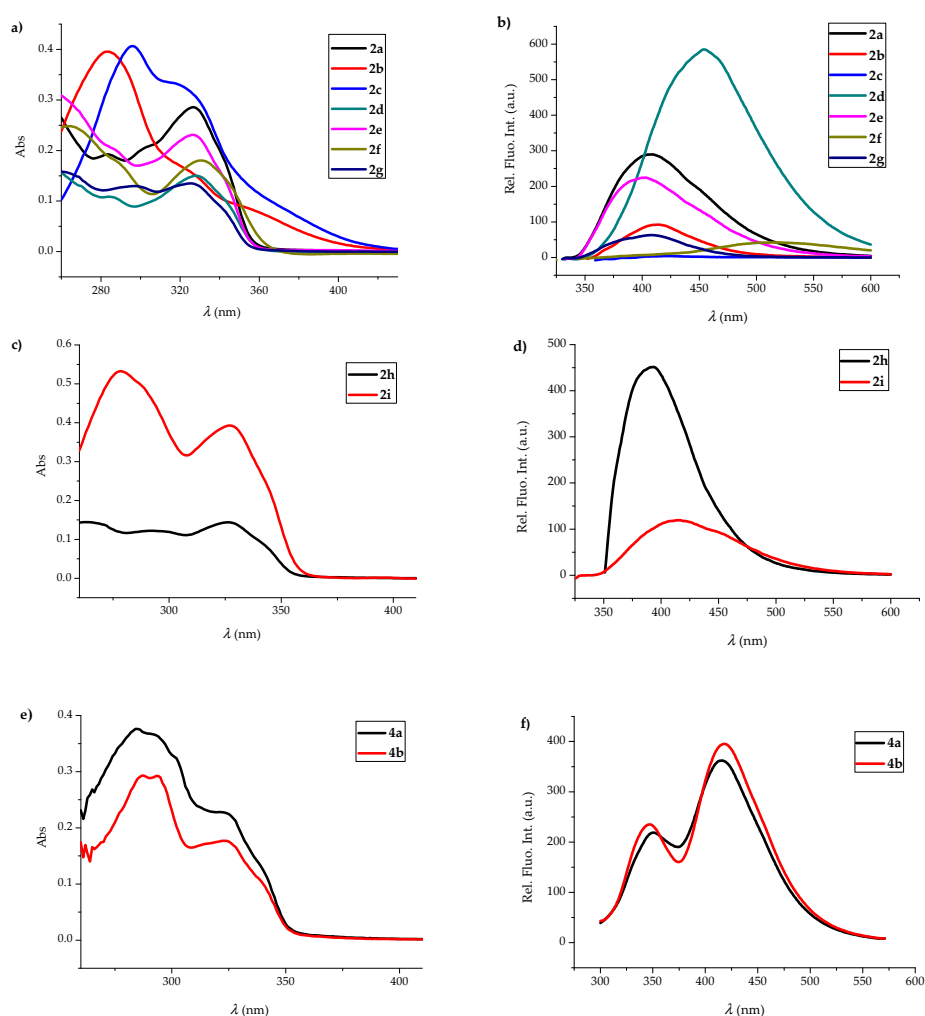 a)
0.4
0.3
0.2
0.1
0.0
Abs
280
320
360
400
λ (nm)
2a
2b
2c
2d
2e
2f
2g
b)
600
500
400
300
200
100
0
Rel. Fluo. Int. (a.u.)
350
400
450
500
550
600
λ (nm)
2a
2b
2c
2d
2e
2f
2g
c)
0.6
0.5
0.4
0.3
0.2
0.1
0.0
Abs
300
350
400
λ (nm)
2h
2i
d)
500
400
300
200
100
0
Rel. Fluo. Int. (a.u.)
350
400
450
500
550
600
λ (nm)
2h
2i
e)
0.4
0.3
0.2
0.1
0.0
Abs
300
350
400
λ (nm)
4a
4b
f)
400
300
200
100
0
Rel. Fluo. Int. (a.u.)
300
350
400
450
500
550
600
λ (nm)
4a
4b